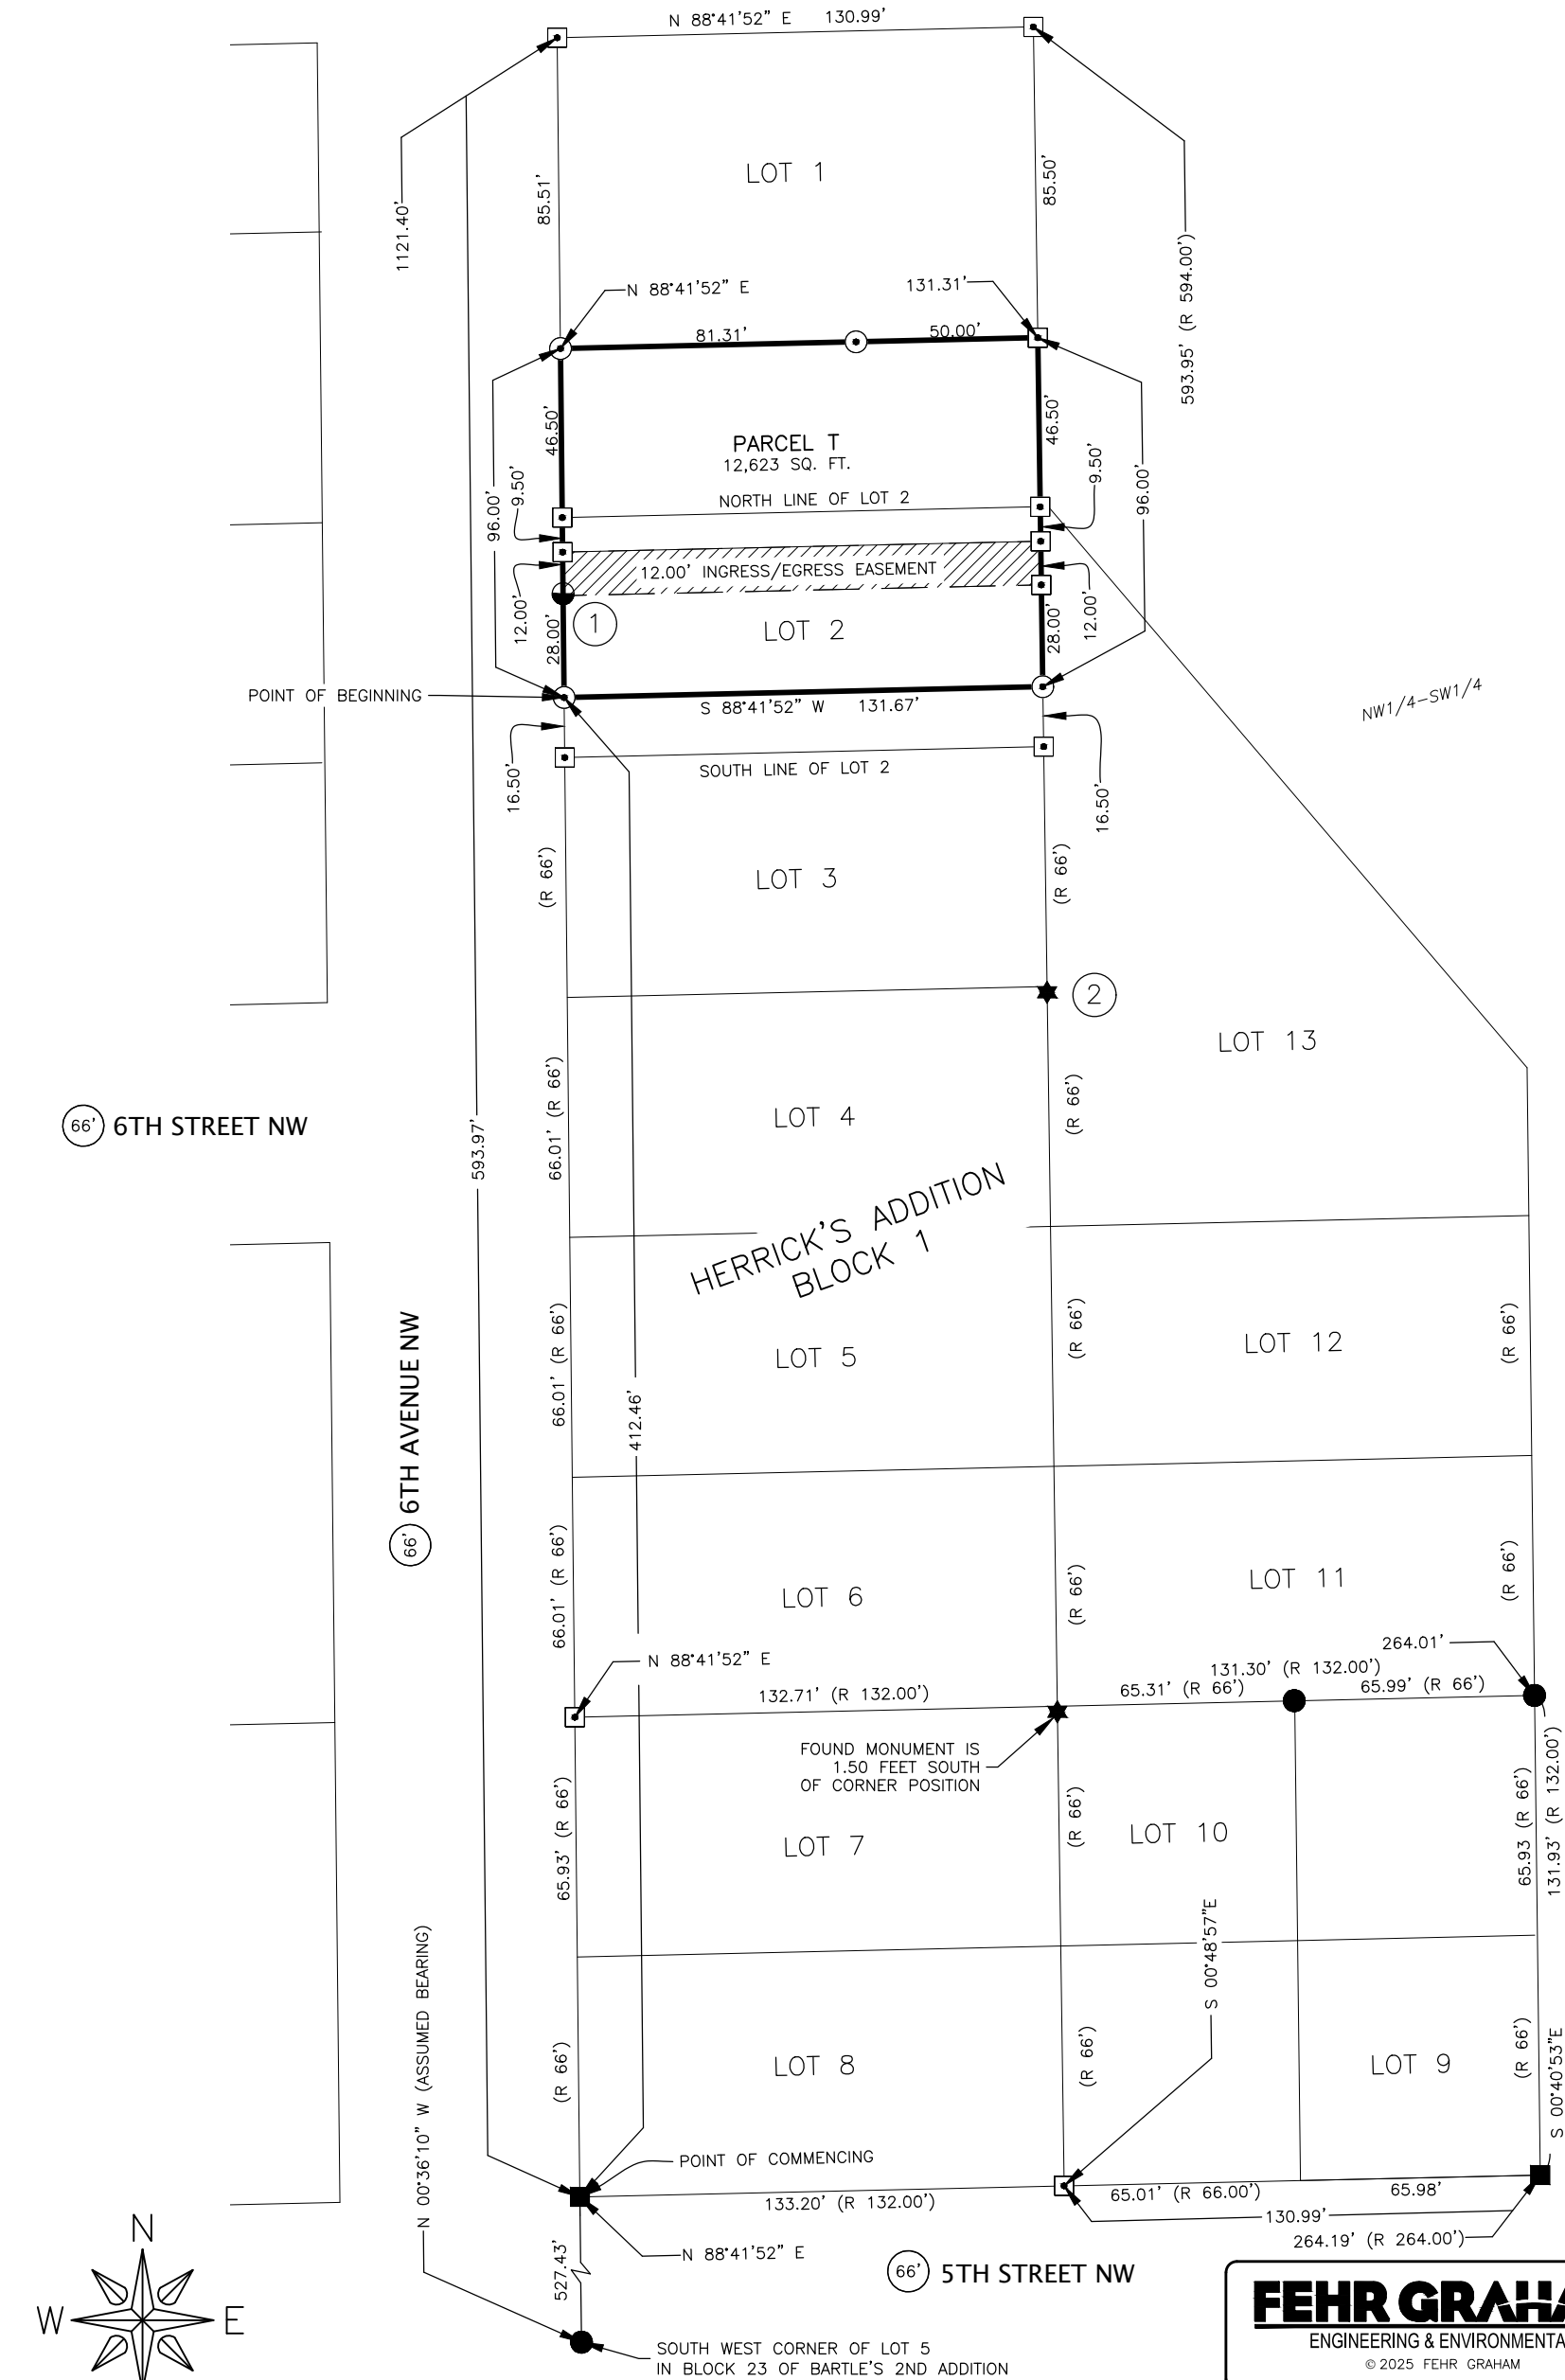 N 88°41'52" E 130.99'
LOT 1
85.51'
85.50'
1121.40'
593.95' (R 594.00')
N 88°41'52" E
131.31'
81.31'
50.00'
46.50'
46.50'
PARCEL T
12,623 SQ. FT.
96.00'
9.50'
9.50'
96.00'
NORTH LINE OF LOT 2
12.00' INGRESS/EGRESS EASEMENT
12.00'
28.00'
1
LOT 2
28.00'
12.00'
POINT OF BEGINNING
S 88°41'52" W 131.67'
NW1/4-SW1/4
16.50'
SOUTH LINE OF LOT 2
16.50'
(R 66')
LOT 3
(R 66')
2
LOT 13
66.01' (R 66')
LOT 4
(R 66')
66' 6TH STREET NW
593.97'
HERRICK'S ADDITION
BLOCK 1
66' 6TH AVENUE NW
66.01' (R 66')
412.46'
LOT 5
(R 66')
LOT 12
(R 66')
66.01' (R 66')
LOT 6
(R 66')
LOT 11
(R 66')
N 88°41'52" E
264.01'
132.71' (R 132.00')
131.30' (R 132.00')
65.31' (R 66')
65.99' (R 66')
FOUND MONUMENT IS
1.50 FEET SOUTH
OF CORNER POSITION
65.93' (R 66')
LOT 7
(R 66')
LOT 10
65.93 (R 66')
131.93' (R 132.00')
S 00°48'57"E
N 00°36'10" W (ASSUMED BEARING)
(R 66')
LOT 8
(R 66')
LOT 9
(R 66')
S 00°40'53"E
POINT OF COMMENCING
133.20' (R 132.00')
65.01' (R 66.00')
65.98'
130.99'
264.19' (R 264.00')
N 88°41'52" E
527.43'
66' 5TH STREET NW
N
W E
SOUTH WEST CORNER OF LOT 5
IN BLOCK 23 OF BARTLE'S 2ND ADDITION
FEHR GRAHA
ENGINEERING & ENVIRONMENTA
© 2025 FEHR GRAHAM